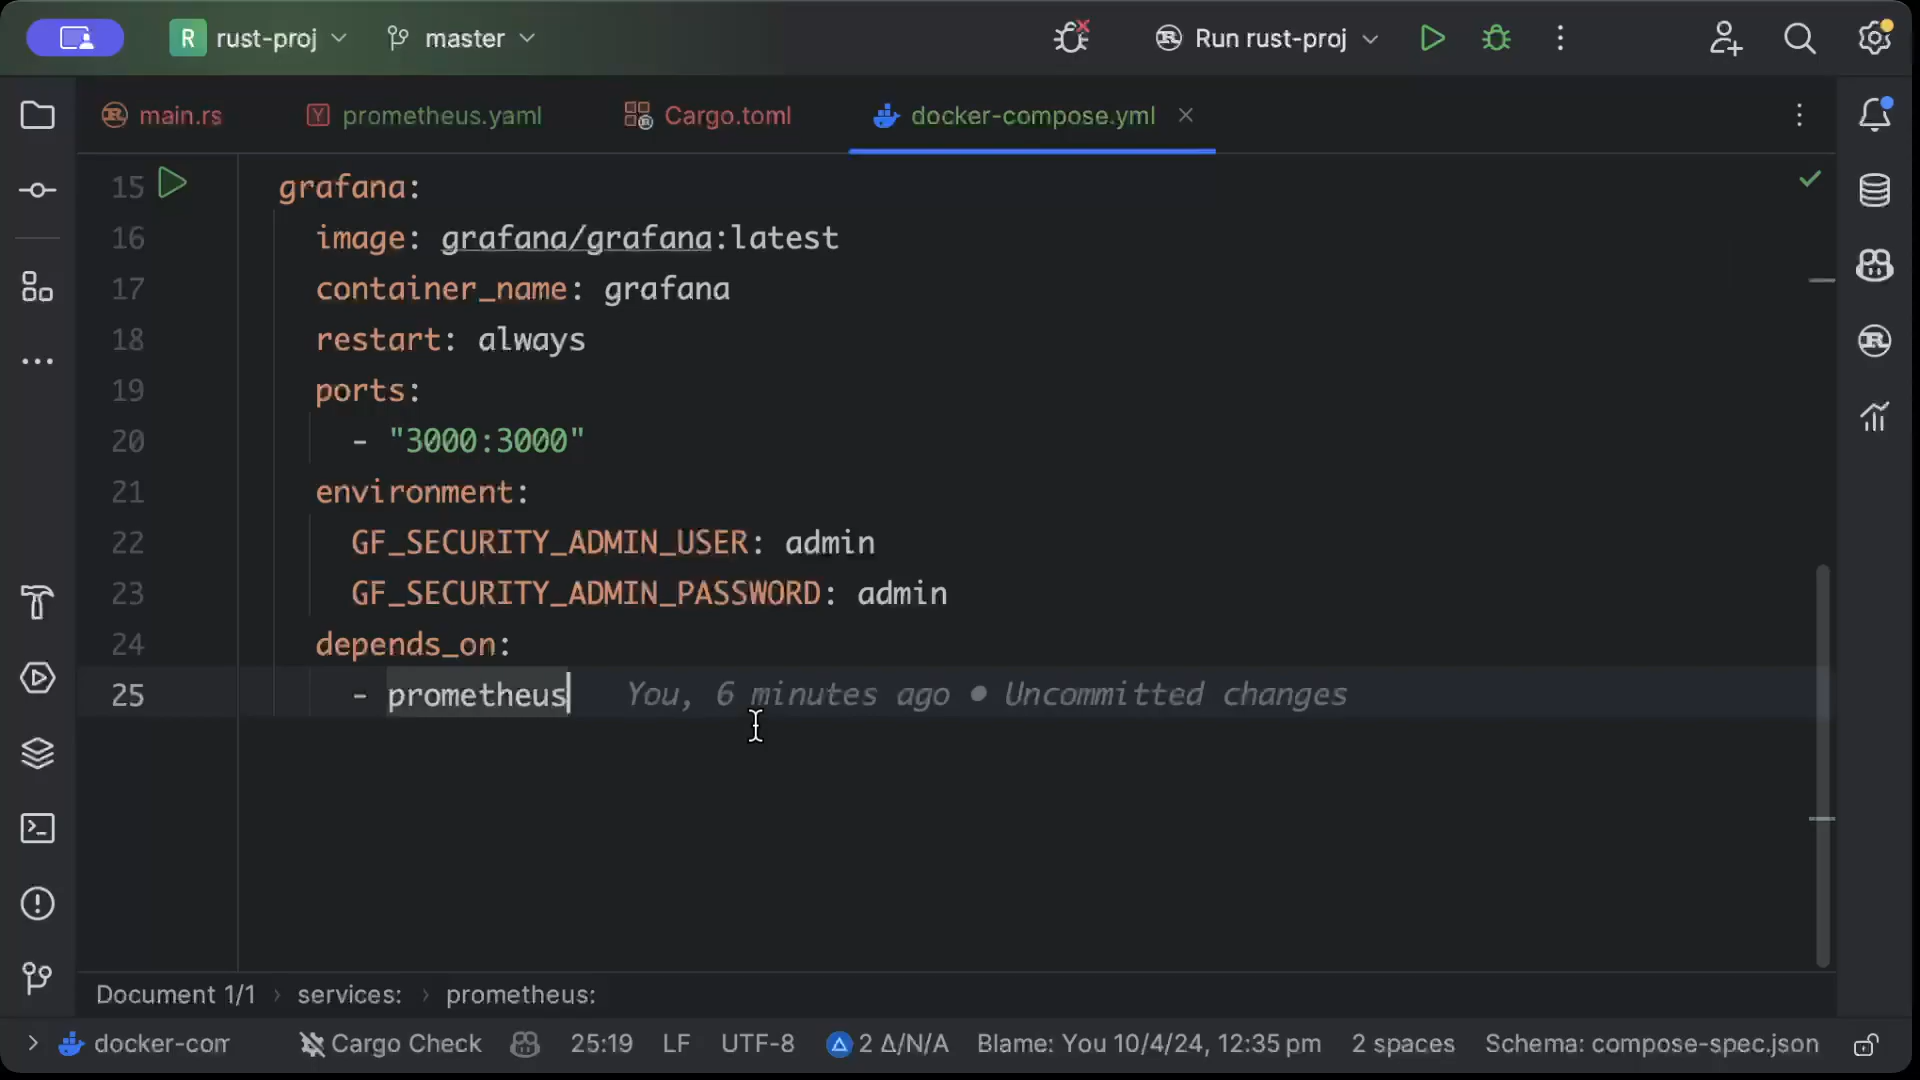 R rust-proj master Run rust-proj
main.rs prometheus.yaml Cargo.toml docker-compose.yml
15 grafana:
16 image: grafana/grafana:latest
17 container_name: grafana
18 restart: always
19 ports:
20 - "3000:3000"
21 environment:
22 GF_SECURITY_ADMIN_USER: admin
23 GF_SECURITY_ADMIN_PASSWORD: admin
24 depends_on:
25 - prometheus You, 6 minutes ago • Uncommitted changes
Document 1/1 › services: › prometheus:
docker-com Cargo Check 25:19 LF UTF-8 2 Δ/N/A Blame: You 10/4/24, 12:35 pm 2 spaces Schema: compose-spec.json